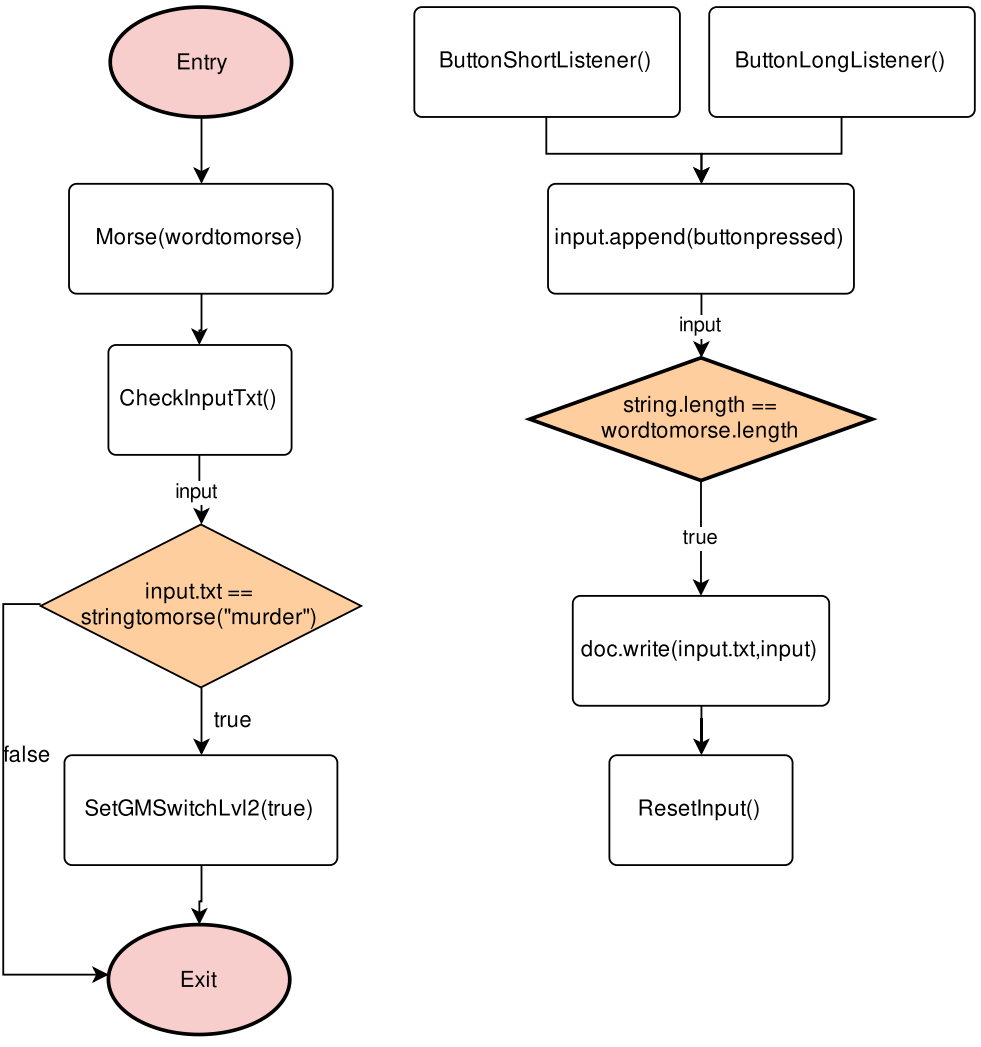 Entry
Morse(wordtomorse)
CheckInputTxt()
input
input.txt ==
stringtomorse("murder")
true
false
SetGMSwitchLvl2(true)
Exit
ButtonShortListener()
ButtonLongListener()
input.append(buttonpressed)
input
string.length ==
wordtomorse.length
true
doc.write(input.txt,input)
ResetInput()